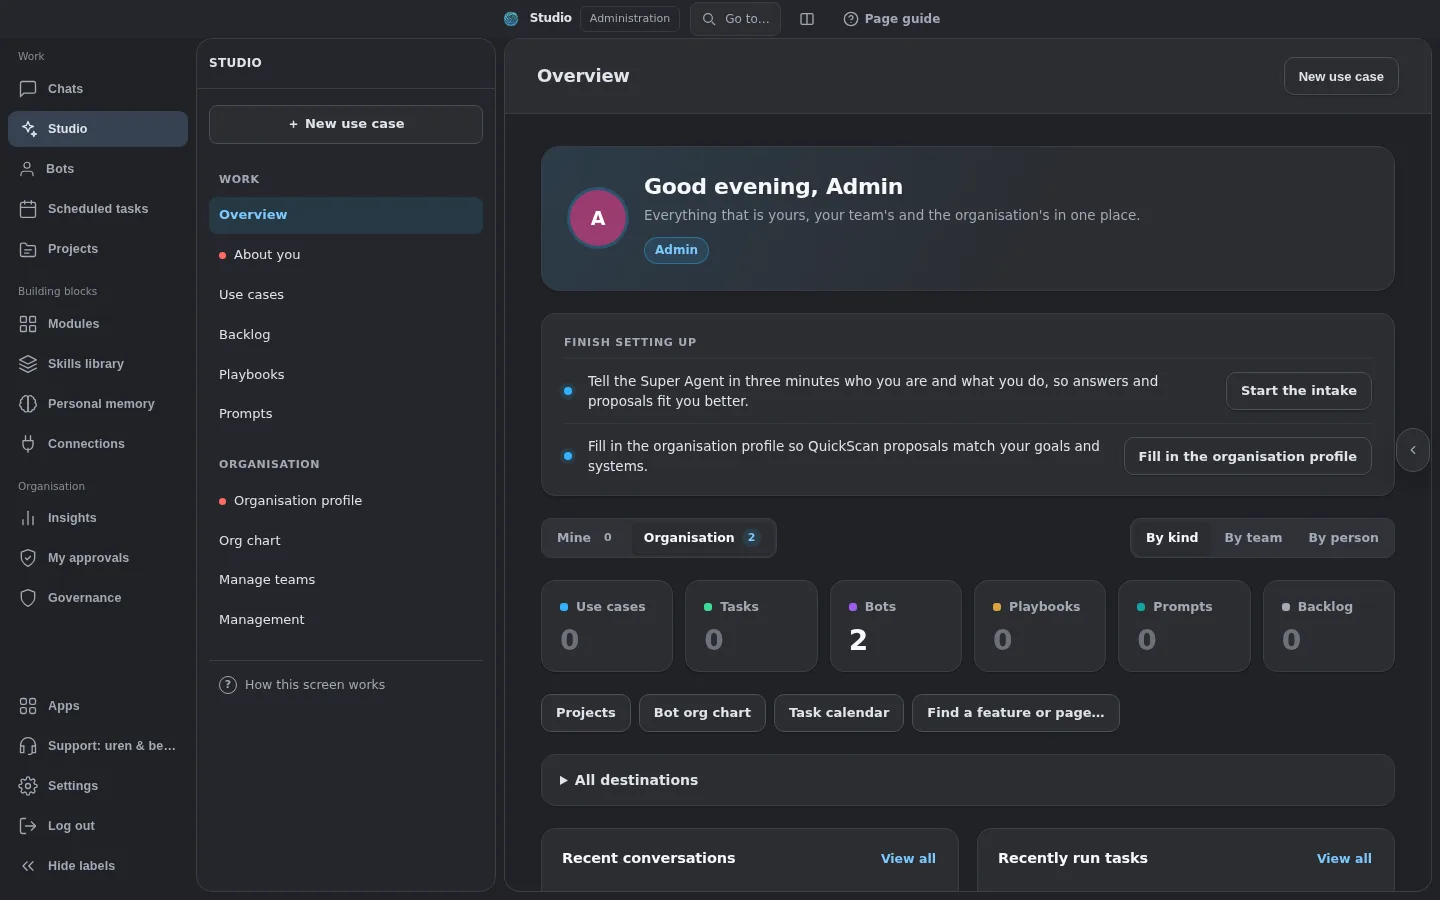 Studio
Administration
Go to...
Page guide
Work
Chats
Studio
Bots
Scheduled tasks
Projects
Building blocks
Modules
Skills library
Personal memory
Connections
Organisation
Insights
My approvals
Governance
Apps
Support: uren & be...
Settings
Log out
Hide labels
STUDIO
+ New use case
WORK
Overview
About you
Use cases
Backlog
Playbooks
Prompts
ORGANISATION
Organisation profile
Org chart
Manage teams
Management
? How this screen works
Overview
New use case
A
Good evening, Admin
Everything that is yours, your team's and the organisation's in one place.
Admin
FINISH SETTING UP
Tell the Super Agent in three minutes who you are and what you do, so answers and
proposals fit you better.
Start the intake
Fill in the organisation profile so QuickScan proposals match your goals and
systems.
Fill in the organisation profile
Mine 0
Organisation 2
By kind
By team
By person
Use cases
0
Tasks
0
Bots
2
Playbooks
0
Prompts
0
Backlog
0
Projects
Bot org chart
Task calendar
Find a feature or page...
All destinations
Recent conversations
View all
Recently run tasks
View all